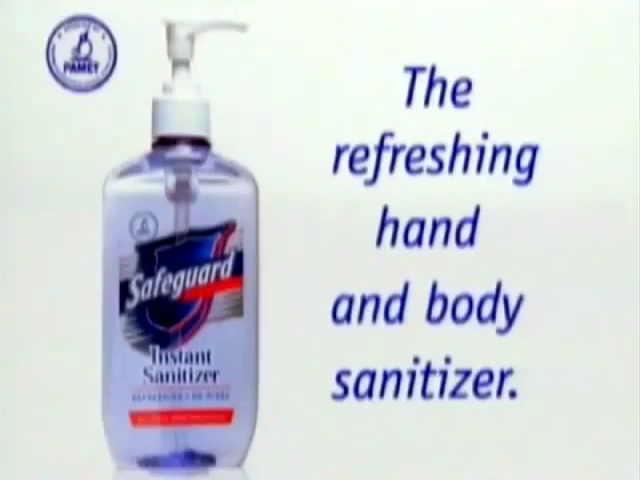 PAMET
The
refreshing
hand
and body
sanitizer.
Safeguard
Instant
Sanitizer